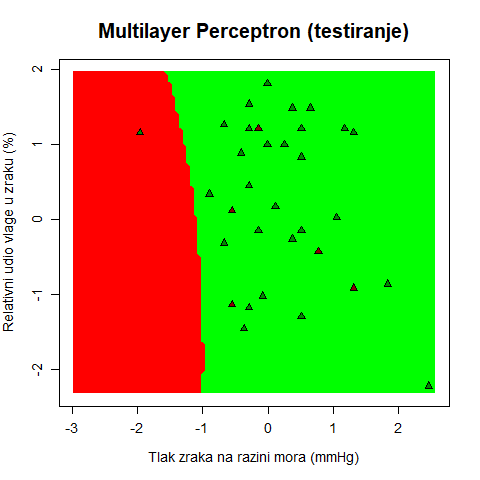 Multilayer Perceptron (testiranje)
Relativni udio vlage u zraku (%)
2
1
0
-1
-2
-3 -2 -1 0 1 2
Tlak zraka na razini mora (mmHg)